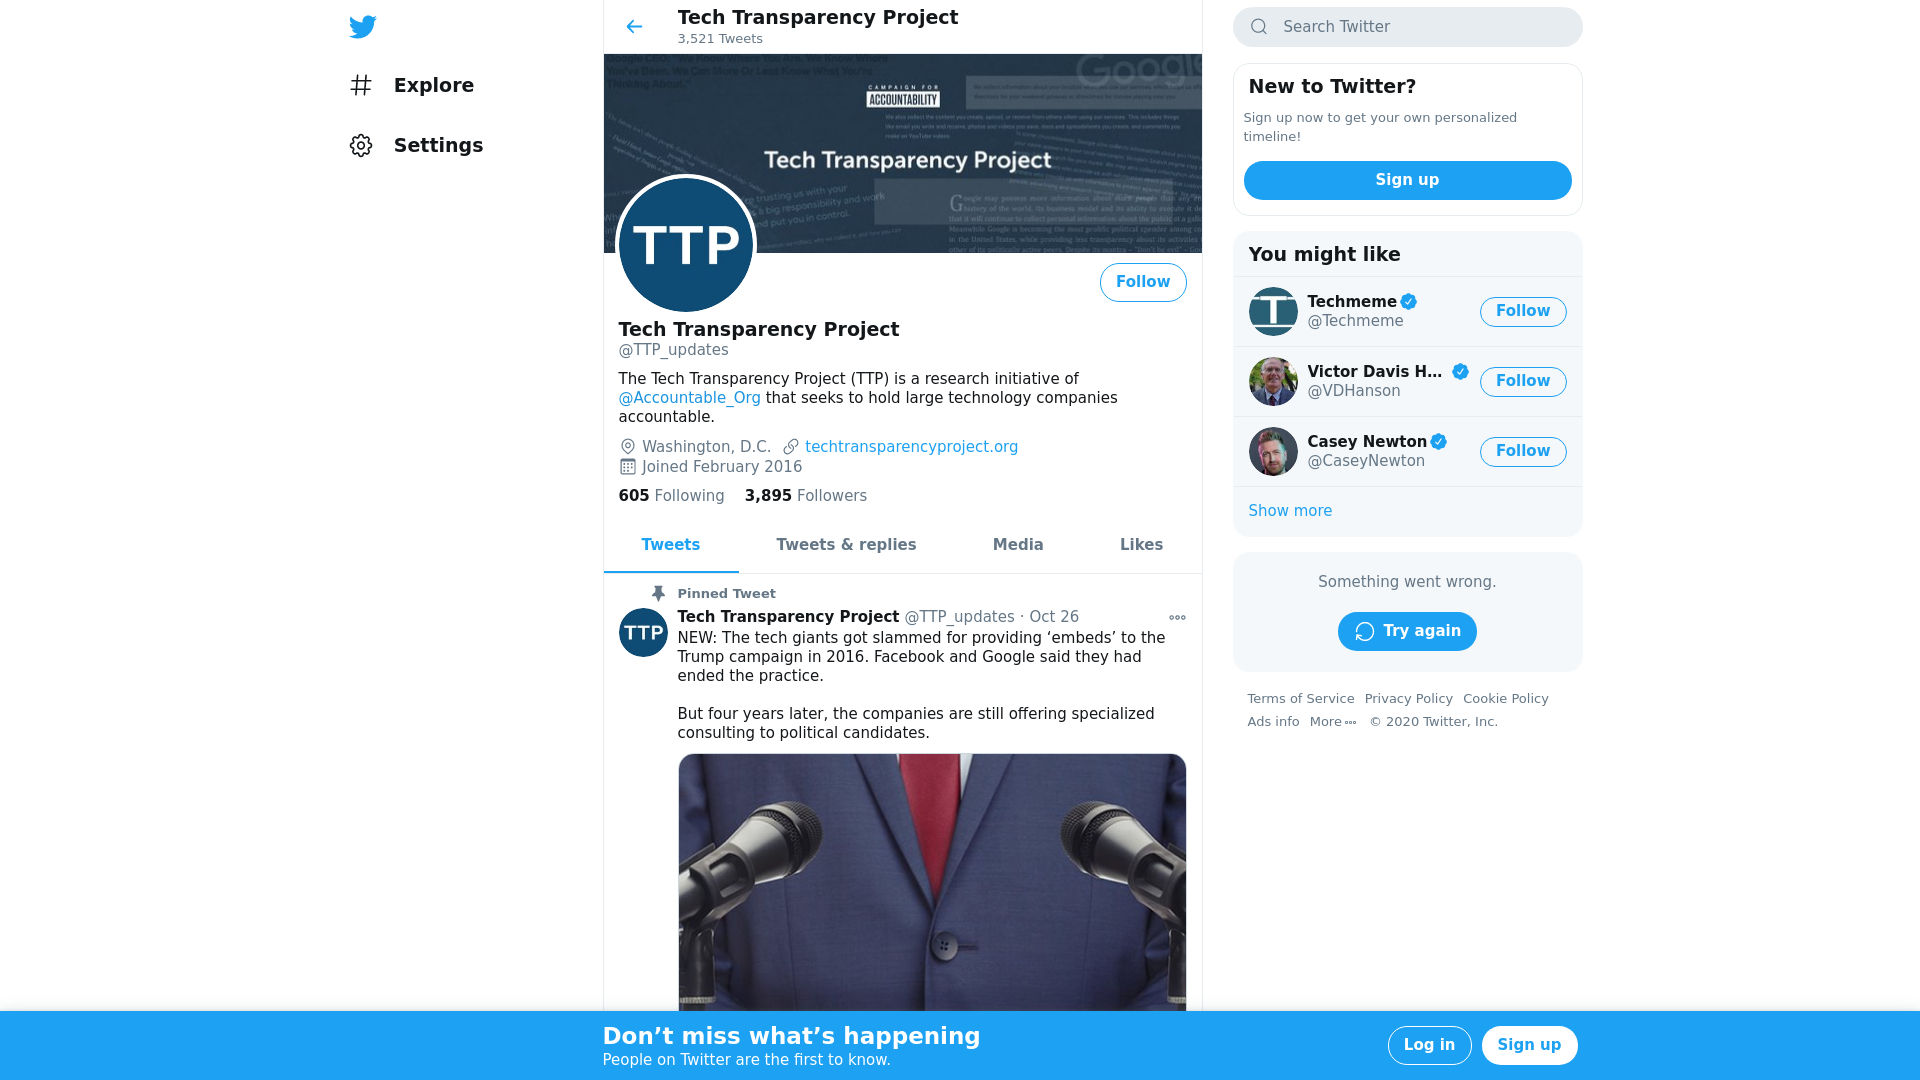 Explore
Settings
Tech Transparency Project
3,521 Tweets
Google
CAMPAIGN FOR
ACCOUNTABILITY
Tech Transparency Project
TTP
Follow
Tech Transparency Project
@TTP_updates
The Tech Transparency Project (TTP) is a research initiative of
@Accountable_Org that seeks to hold large technology companies
accountable.
Washington, D.C. techtransparencyproject.org
Joined February 2016
605 Following 3,895 Followers
Tweets Tweets & replies Media Likes
Pinned Tweet
TTP
Tech Transparency Project @TTP_updates · Oct 26
NEW: The tech giants got slammed for providing ‘embeds’ to the
Trump campaign in 2016. Facebook and Google said they had
ended the practice.
But four years later, the companies are still offering specialized
consulting to political candidates.
Search Twitter
New to Twitter?
Sign up now to get your own personalized
timeline!
Sign up
You might like
Techmeme
@Techmeme
Follow
Victor Davis H...
@VDHanson
Follow
Casey Newton
@CaseyNewton
Follow
Show more
Something went wrong.
Try again
Terms of Service Privacy Policy Cookie Policy
Ads info More © 2020 Twitter, Inc.
Don’t miss what’s happening
People on Twitter are the first to know.
Log in
Sign up